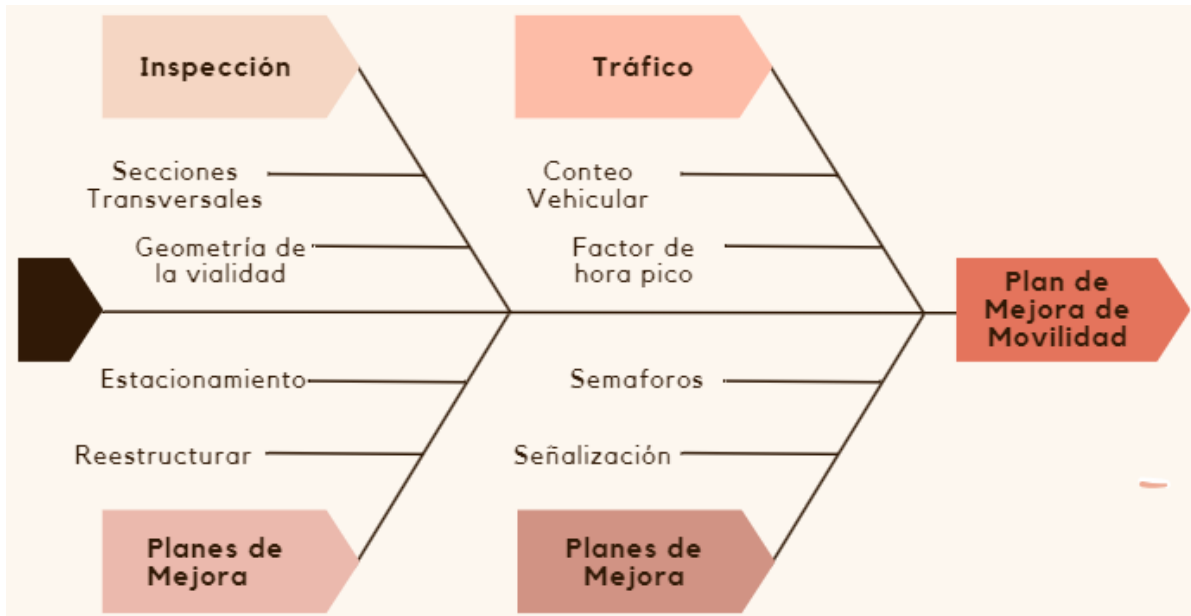 Inspección
Tráfico
Secciones
Transversales
Conteo
Vehicular
Geometría de
la vialidad
Factor de
hora pico
Plan de
Mejora de
Movilidad
Estacionamiento
Semaforos
Reestructurar
Señalización
Planes de
Mejora
Planes de
Mejora